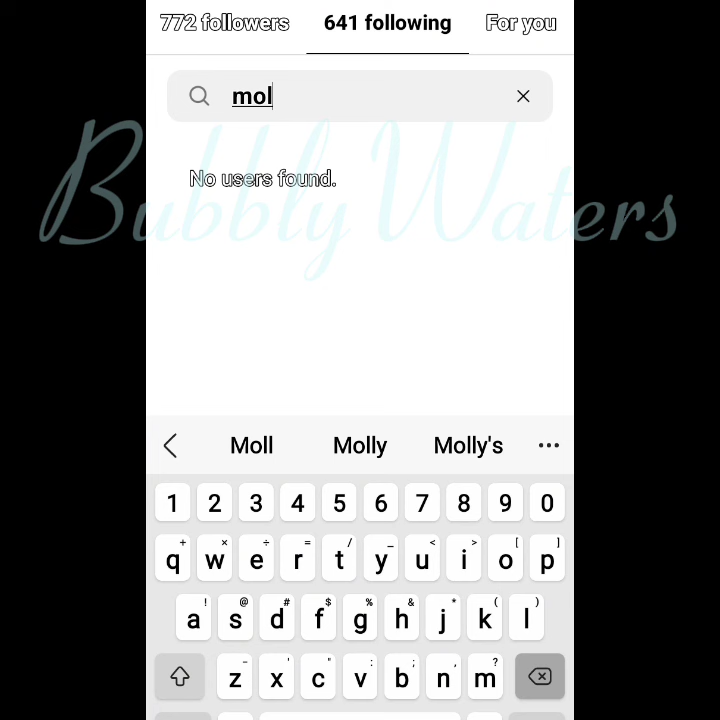 772 followers 641 following For you
mol
No users found.
Bubbly Waters
Moll Molly Molly's
1 2 3 4 5 6 7 8 9 0
+ × ÷ = / _ < > [ ]
q w e r t y u i o p
! @ # $ % & * ( )
a s d f g h j k l
- ' " : ; , ?
z x c v b n m